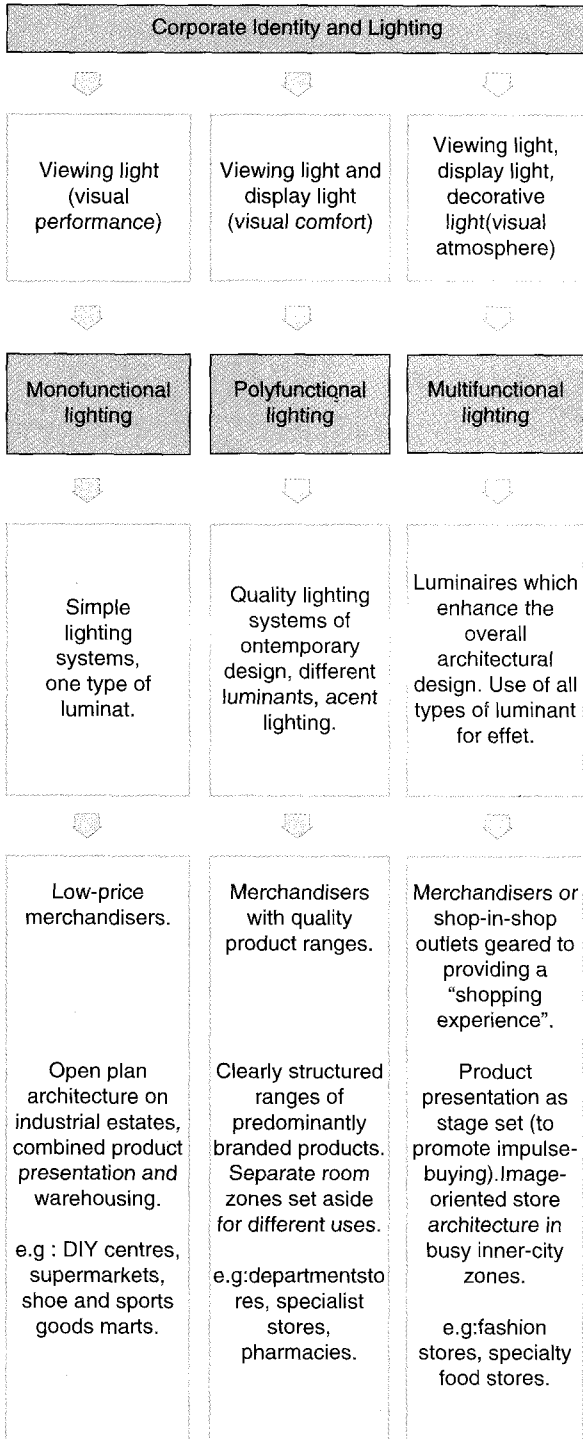 Corporate Identity and Lighting
Viewing light
(visual
performance)
Viewing light and
display light
(visual comfort)
Viewing light,
display light,
decorative
light(visual
atmosphere)
Monofunctional
lighting
Polyfunctional
lighting
Multifunctional
lighting
Simple
lighting
systems,
one type of
luminat.
Quality lighting
systems of
ontemporary
design, different
luminants, acent
lighting.
Luminaires which
enhance the
overall
architectural
design. Use of all
types of luminant
for effet.
Low-price
merchandisers.
Open plan
architecture on
industrial estates,
combined product
presentation and
warehousing.
e.g : DIY centres,
supermarkets,
shoe and sports
goods marts.
Merchandisers
with quality
product ranges.
Clearly structured
ranges of
predominantly
branded products.
Separate room
zones set aside
for different uses.
e.g:departmentsto
res, specialist
stores,
pharmacies.
Merchandisers or
shop-in-shop
outlets geared to
providing a
“shopping
experience”.
Product
presentation as
stage set (to
promote impulse-
buying).Image-
oriented store
architecture in
busy inner-city
zones.
e.g:fashion
stores, specialty
food stores.